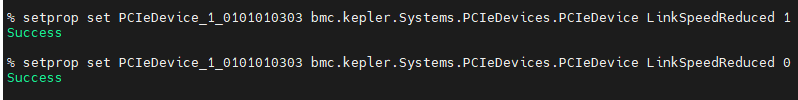 % setprop set PCIeDevice_1_0101010303 bmc.kepler.Systems.PCIeDevices.PCIeDevice LinkSpeedReduced 1
Success
% setprop set PCIeDevice_1_0101010303 bmc.kepler.Systems.PCIeDevices.PCIeDevice LinkSpeedReduced 0
Success